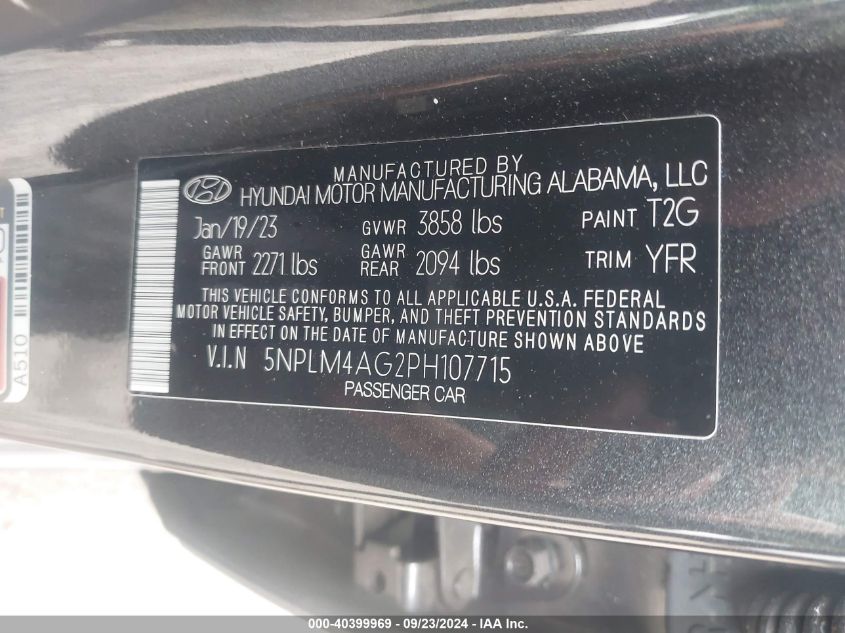 MANUFACTURED BY
HYUNDAI MOTOR MANUFACTURING ALABAMA, LLC
Jan/19/23 GVWR 3858 lbs PAINT T2G
GAWR FRONT 2271 lbs GAWR REAR 2094 lbs TRIM YFR
THIS VEHICLE CONFORMS TO ALL APPLICABLE U.S.A. FEDERAL
MOTOR VEHICLE SAFETY, BUMPER, AND THEFT PREVENTION STANDARDS
IN EFFECT ON THE DATE OF MANUFACTURE SHOWN ABOVE
V.I.N 5NPLM4AG2PH107715
PASSENGER CAR
A510
000-40399969 - 09/23/2024 - IAAI - 1175.